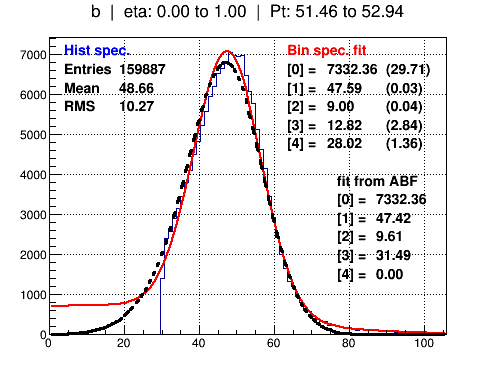 b | eta: 0.00 to 1.00 | Pt: 51.46 to 52.94
Hist spec.
Entries 159887
Mean 48.66
RMS 10.27
Bin spec. fit
[0] = 7332.36 (29.71)
[1] = 47.59 (0.03)
[2] = 9.00 (0.04)
[3] = 12.82 (2.84)
[4] = 28.02 (1.36)
fit from ABF
[0] = 7332.36
[1] = 47.42
[2] = 9.61
[3] = 31.49
[4] = 0.00
7000
6000
5000
4000
3000
2000
1000
0
0 20 40 60 80 100